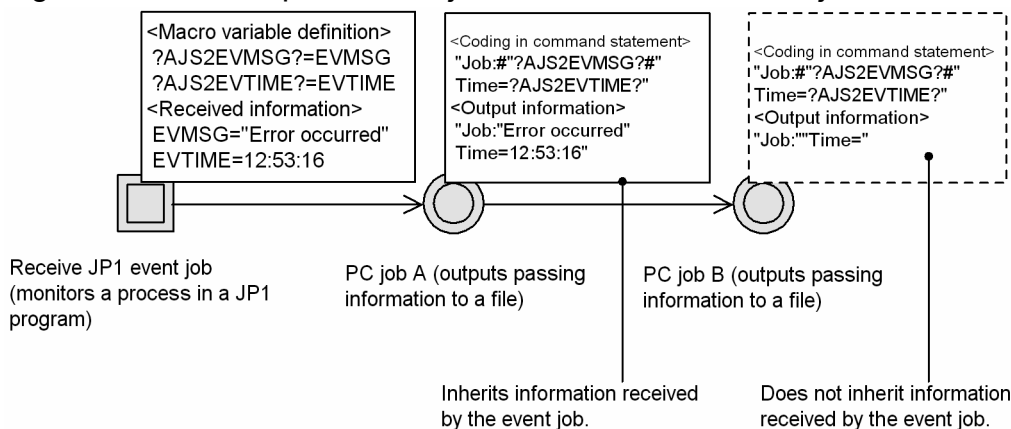 <Macro variable definition>
?AJS2EVMSG?=EVMSG
?AJS2EVTIME?=EVTIME
<Received information>
EVMSG="Error occurred"
EVTIME=12:53:16
<Coding in command statement>
"Job:#"?AJS2EVMSG?#"
Time=?AJS2EVTIME?"
<Output information>
"Job:"Error occurred"
Time=12:53:16"
<Coding in command statement>
"Job:#"?AJS2EVMSG?#"
Time=?AJS2EVTIME?"
<Output information>
"Job:""Time="
Receive JP1 event job
(monitors a process in a JP1
program)
PC job A (outputs passing
information to a file)
PC job B (outputs passing
information to a file)
Inherits information received
by the event job.
Does not inherit information
received by the event job.